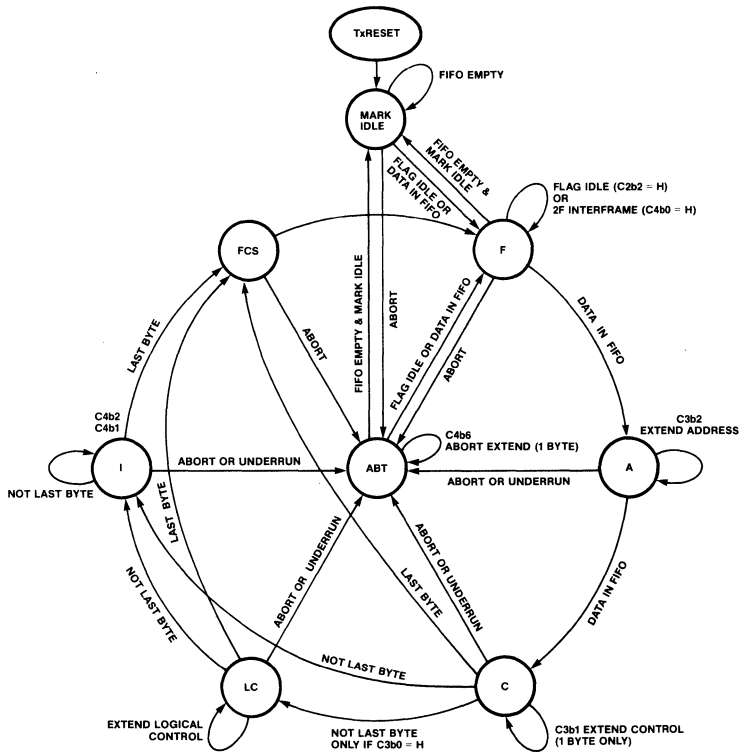 TxRESET
FIFO EMPTY
MARK
IDLE
FIFO EMPTY &
MARK IDLE
FLAG IDLE OR
DATA IN FIFO
FLAG IDLE (C2b2 = H)
OR
2F INTERFRAME (C4b0 = H)
FCS
F
FIFO EMPTY & MARK IDLE
ABORT
FLAG IDLE OR DATA IN FIFO
ABORT
ABORT
DATA IN FIFO
LAST BYTE
C4b2
C4b1
C4b6
ABORT EXTEND (1 BYTE)
C3b2
EXTEND ADDRESS
I
ABORT OR UNDERRUN
ABT
ABORT OR UNDERRUN
A
NOT LAST BYTE
LAST BYTE
NOT LAST BYTE
ABORT OR UNDERRUN
LAST BYTE
ABORT OR UNDERRUN
DATA IN FIFO
NOT LAST BYTE
LC
C
EXTEND LOGICAL
CONTROL
NOT LAST BYTE
ONLY IF C3b0 = H
C3b1 EXTEND CONTROL
(1 BYTE ONLY)